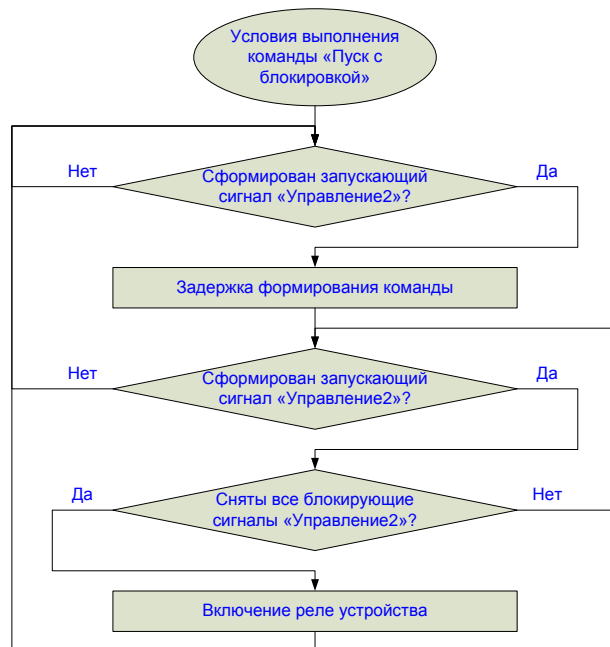 Условия выполнения
команды «Пуск с
блокировкой»
Нет
Сформирован запускающий
сигнал «Управление2»?
Да
Задержка формирования команды
Нет
Сформирован запускающий
сигнал «Управление2»?
Да
Да
Сняты все блокирующие
сигналы «Управление2»?
Нет
Включение реле устройства